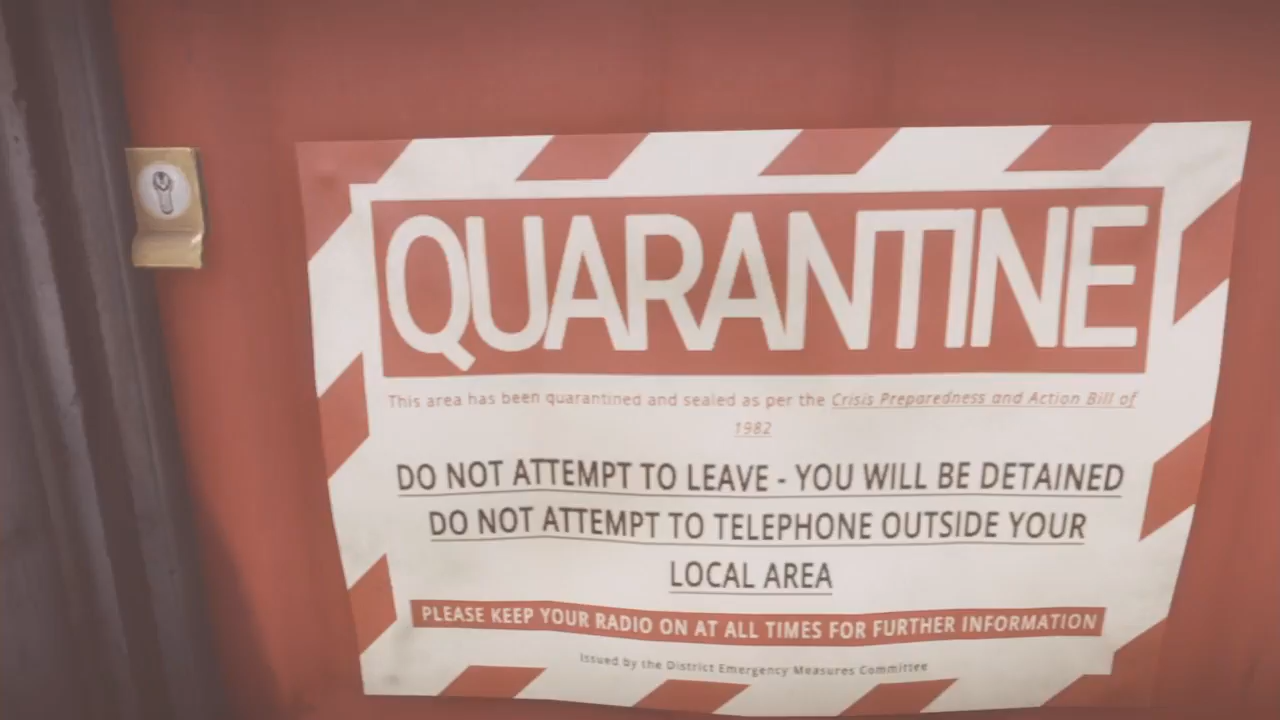 QUARANTINE
This area has been quarantined and sealed as per the Crisis Preparedness and Action Bill of
1982
DO NOT ATTEMPT TO LEAVE - YOU WILL BE DETAINED
DO NOT ATTEMPT TO TELEPHONE OUTSIDE YOUR
LOCAL AREA
PLEASE KEEP YOUR RADIO ON AT ALL TIMES FOR FURTHER INFORMATION
Issued by the District Emergency Measures Committee